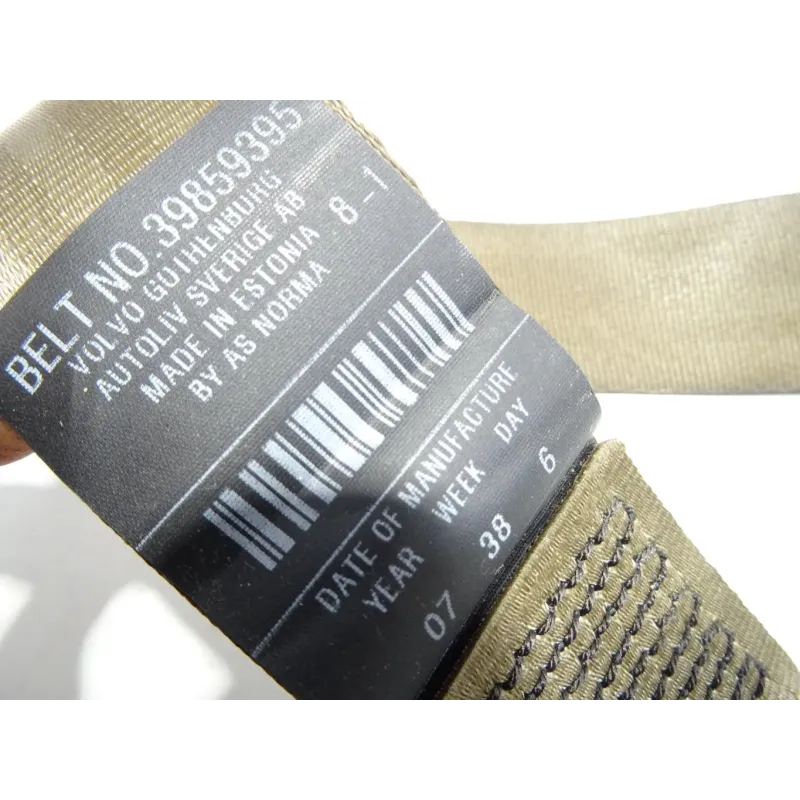 BELT NO.39859395
VOLVO GOTHENBURG
AUTOLIV SVERIGE AB
MADE IN ESTONIA 8-1
BY AS NORMA
DATE OF MANUFACTURE
YEAR WEEK DAY
07 38 6